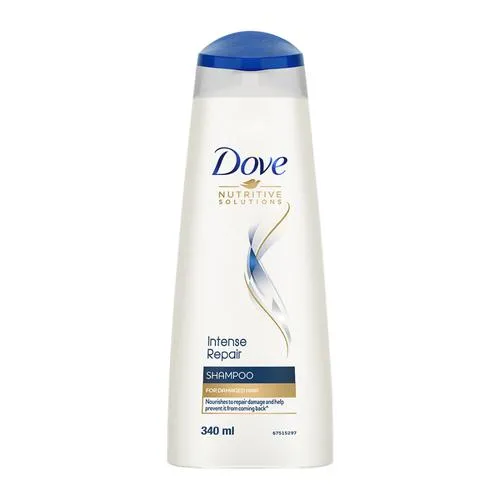 Dove
NUTRITIVE
SOLUTIONS
Intense
Repair
SHAMPOO
FOR DAMAGED HAIR
Nourishes to repair damage and help
prevent it from coming back*
340 ml
67515297